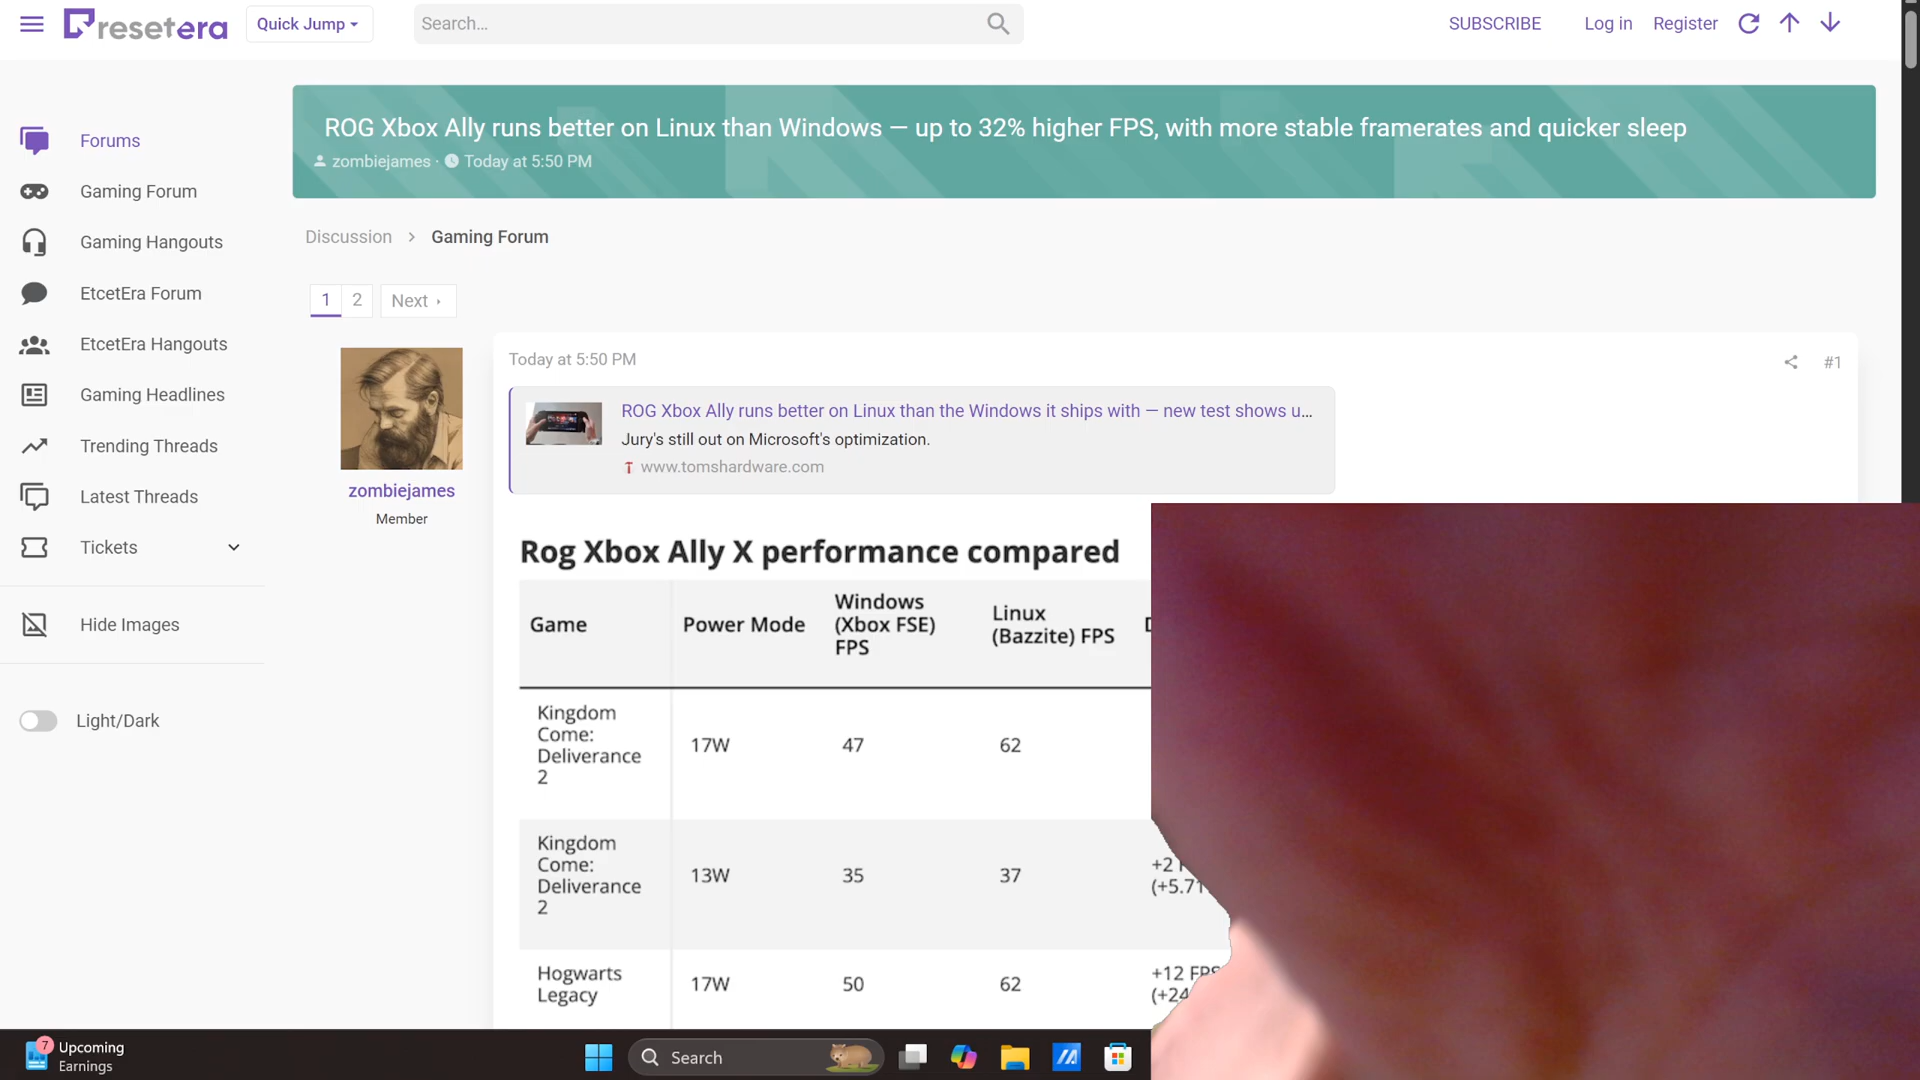 resetera
Quick Jump
Search...
SUBSCRIBE
Log in
Register
Forums
Gaming Forum
Gaming Hangouts
EtcetEra Forum
EtcetEra Hangouts
Gaming Headlines
Trending Threads
Latest Threads
Tickets
Hide Images
Light/Dark
ROG Xbox Ally runs better on Linux than Windows — up to 32% higher FPS, with more stable framerates and quicker sleep
zombiejames · Today at 5:50 PM
Discussion > Gaming Forum
1 2 Next
zombiejames
Member
Today at 5:50 PM
#1
ROG Xbox Ally runs better on Linux than the Windows it ships with — new test shows u...
Jury's still out on Microsoft's optimization.
www.tomshardware.com
Rog Xbox Ally X performance compared
Game
Power Mode
Windows
(Xbox FSE)
FPS
Linux
(Bazzite) FPS
Kingdom
Come:
Deliverance
2
17W
47
62
Kingdom
Come:
Deliverance
2
13W
35
37
+2
(+5.71
Hogwarts
Legacy
17W
50
62
+12 FPS
(+24
7
Upcoming
Earnings
Search